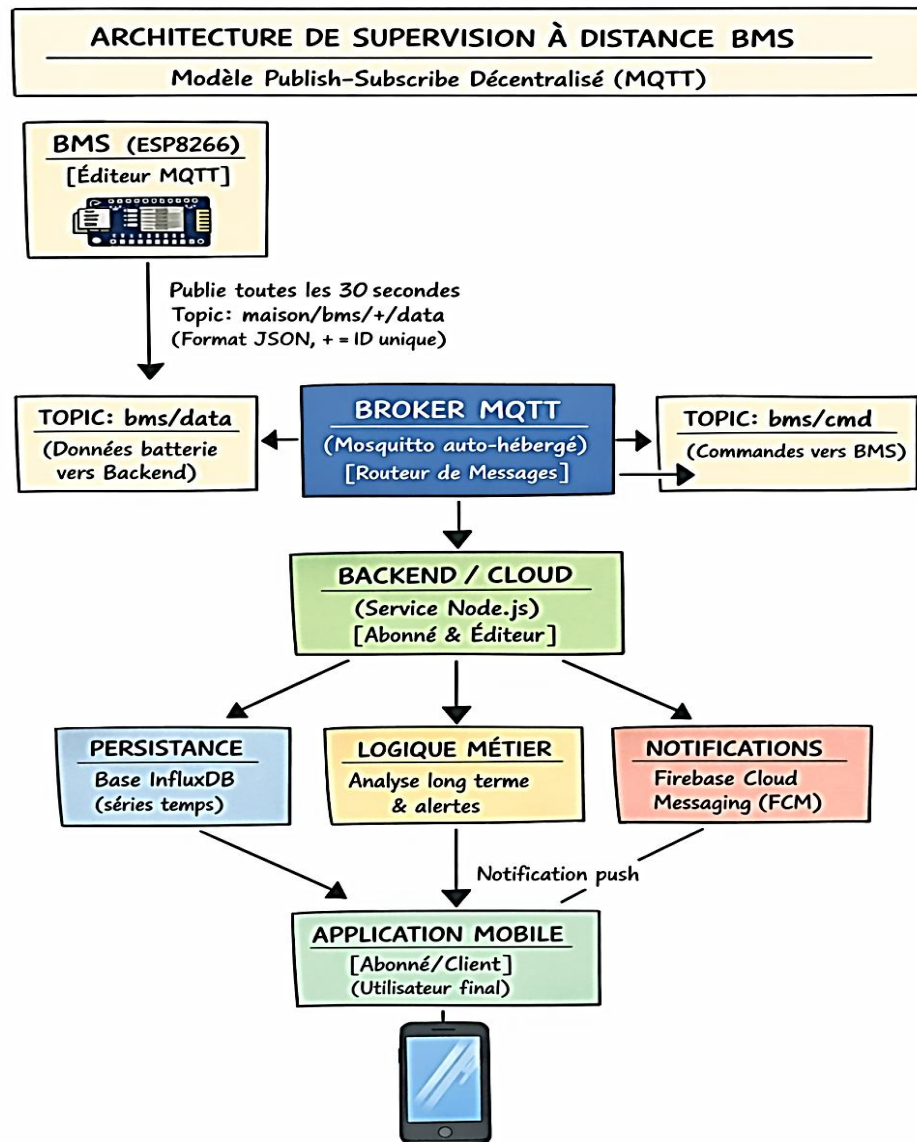 ARCHITECTURE DE SUPERVISION À DISTANCE BMS
Modèle Publish-Subscribe Décentralisé (MQTT)
BMS (ESP8266)
[Éditeur MQTT]
Publie toutes les 30 secondes
Topic: maison/bms/+/data
(Format JSON, + = ID unique)
TOPIC: bms/data
(Données batterie
vers Backend)
BROKER MQTT
(Mosquitto auto-hébergé)
[Routeur de Messages]
TOPIC: bms/cmd
(Commandes vers BMS)
BACKEND / CLOUD
(Service Node.js)
[Abonné & Éditeur]
PERSISTANCE
Base InfluxDB
(séries temps)
LOGIQUE MÉTIER
Analyse long terme
& alertes
NOTIFICATIONS
Firebase Cloud
Messaging (FCM)
Notification push
APPLICATION MOBILE
[Abonné/Client]
(Utilisateur final)